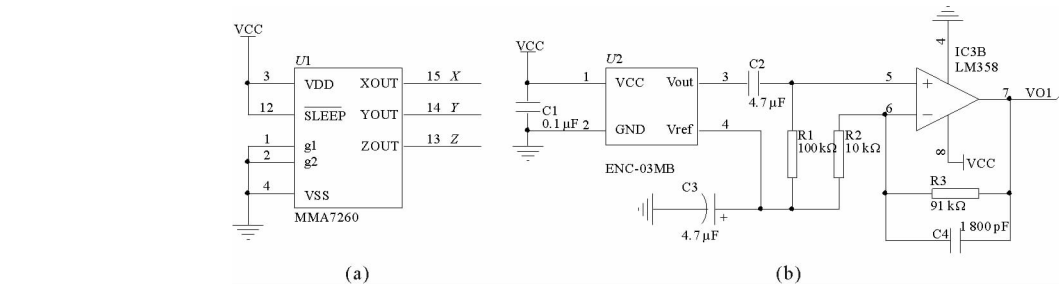 VCC
U1
3 VDD XOUT 15 X
12 SLEEP YOUT 14 Y
1 g1 ZOUT 13 Z
2 g2
4 VSS
MMA7260
(a)
VCC
U2
1 VCC Vout 3
C1
0.1 μF
2 GND Vref 4
ENC-03MB
C2
4.7 μF
R1
100 kΩ
R2
10 kΩ
C3
+
4.7 μF
4
IC3B
LM358
5 +
6 −
7 VO1
8
VCC
R3
91 kΩ
C4
1 800 pF
(b)